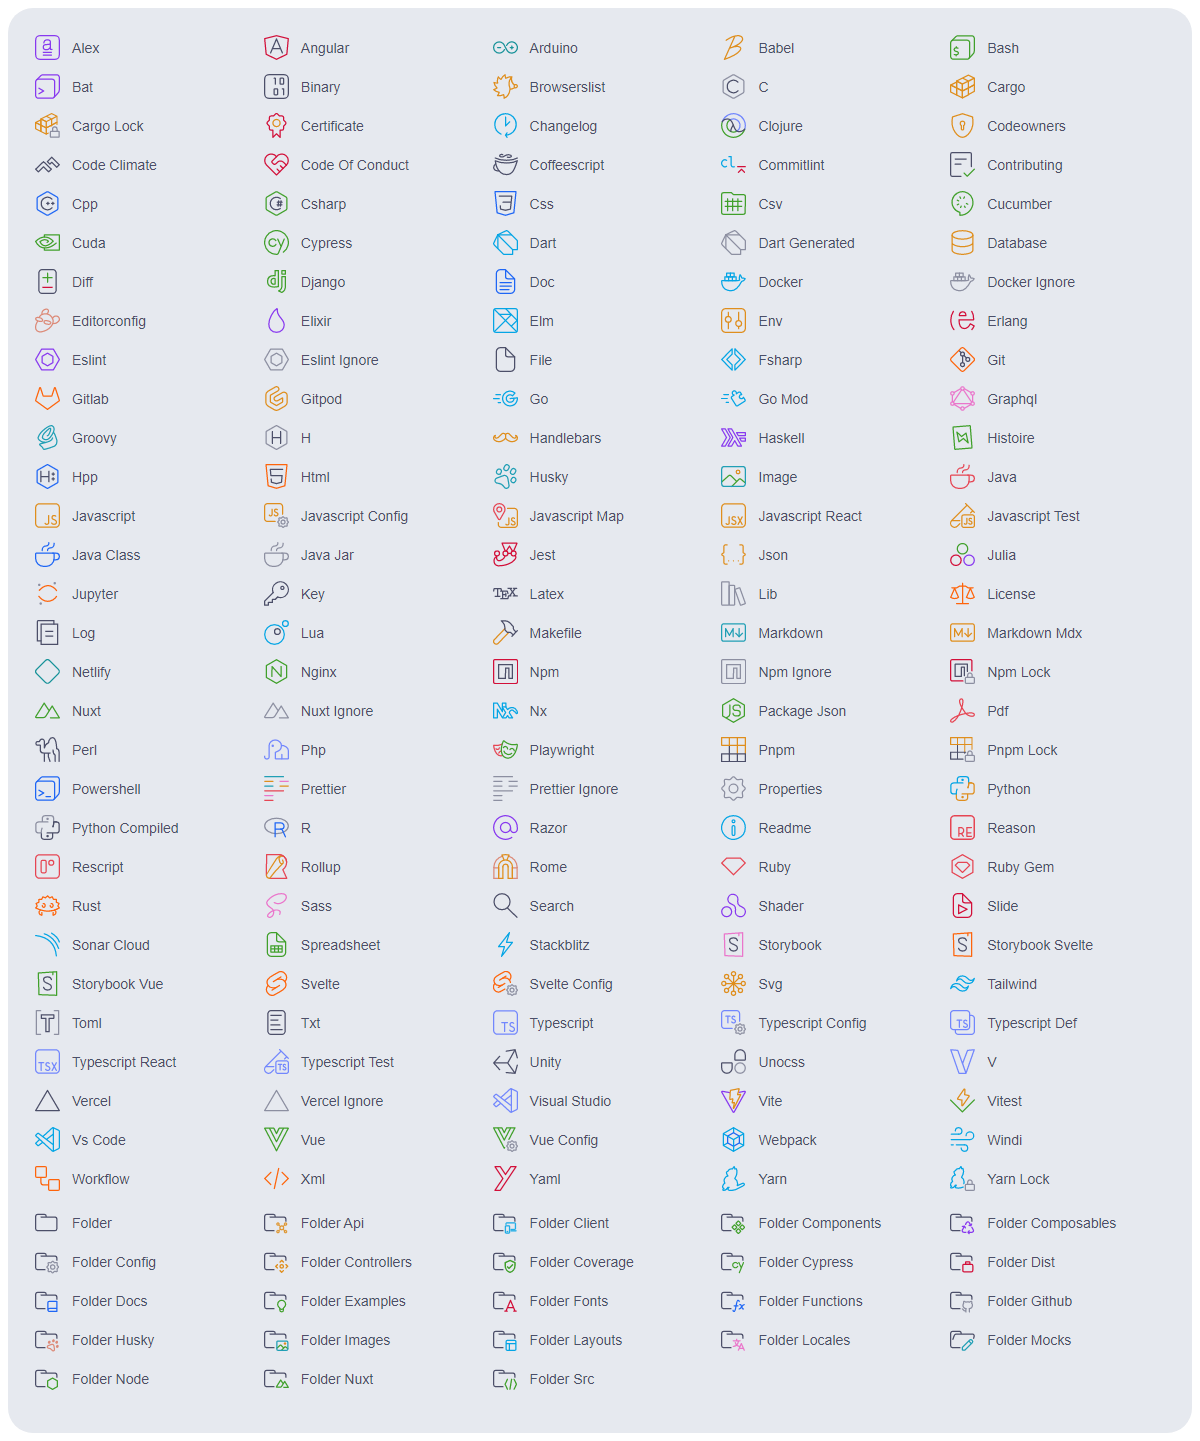 Alex Angular Arduino Babel Bash
Bat Binary Browserslist C Cargo
Cargo Lock Certificate Changelog Clojure Codeowners
Code Climate Code Of Conduct Coffeescript Commitlint Contributing
Cpp Csharp Css Csv Cucumber
Cuda Cypress Dart Dart Generated Database
Diff Django Doc Docker Docker Ignore
Editorconfig Elixir Elm Env Erlang
Eslint Eslint Ignore File Fsharp Git
Gitlab Gitpod Go Go Mod Graphql
Groovy H Handlebars Haskell Histoire
Hpp Html Husky Image Java
Javascript Javascript Config Javascript Map Javascript React Javascript Test
Java Class Java Jar Jest Json Julia
Jupyter Key Latex Lib License
Log Lua Makefile Markdown Markdown Mdx
Netlify Nginx Npm Npm Ignore Npm Lock
Nuxt Nuxt Ignore Nx Package Json Pdf
Perl Php Playwright Pnpm Pnpm Lock
Powershell Prettier Prettier Ignore Properties Python
Python Compiled R Razor Readme Reason
Rescript Rollup Rome Ruby Ruby Gem
Rust Sass Search Shader Slide
Sonar Cloud Spreadsheet Stackblitz Storybook Storybook Svelte
Storybook Vue Svelte Svelte Config Svg Tailwind
Toml Txt Typescript Typescript Config Typescript Def
Typescript React Typescript Test Unity Unocss V
Vercel Vercel Ignore Visual Studio Vite Vitest
Vs Code Vue Vue Config Webpack Windi
Workflow Xml Yaml Yarn Yarn Lock
Folder Folder Api Folder Client Folder Components Folder Composables
Folder Config Folder Controllers Folder Coverage Folder Cypress Folder Dist
Folder Docs Folder Examples Folder Fonts Folder Functions Folder Github
Folder Husky Folder Images Folder Layouts Folder Locales Folder Mocks
Folder Node Folder Nuxt Folder Src